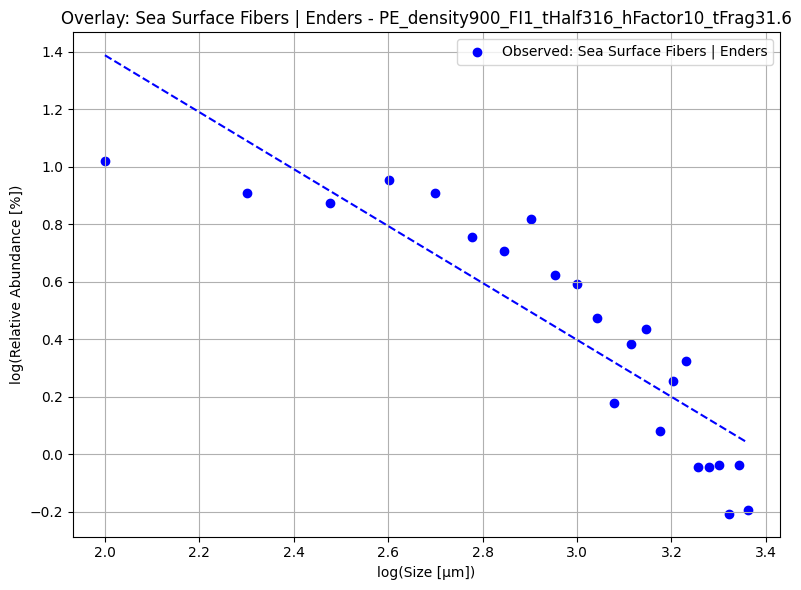 Overlay: Sea Surface Fibers | Enders - PE_density900_FI1_tHalf316_hFactor10_tFrag31.6
Observed: Sea Surface Fibers | Enders
log(Relative Abundance [%])
1.4
1.2
1.0
0.8
0.6
0.4
0.2
0.0
−0.2
2.0 2.2 2.4 2.6 2.8 3.0 3.2 3.4
log(Size [µm])